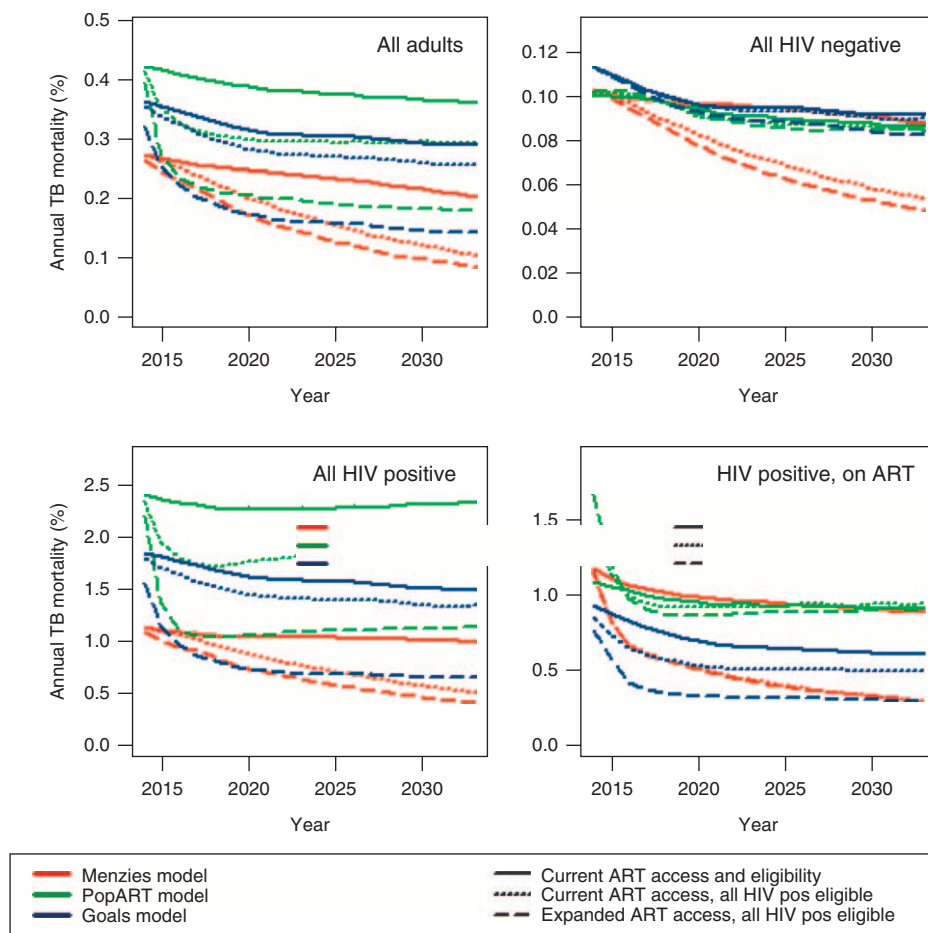 All adults
Annual TB mortality (%)
0.5
0.4
0.3
0.2
0.1
0.0
2015 2020 2025 2030
Year
All HIV negative
0.12
0.10
0.08
0.06
0.04
0.02
0.00
2015 2020 2025 2030
Year
All HIV positive
Annual TB mortality (%)
2.5
2.0
1.5
1.0
0.5
0.0
2015 2020 2025 2030
Year
HIV positive, on ART
1.5
1.0
0.5
0.0
2015 2020 2025 2030
Year
Menzies model
PopART model
Goals model
Current ART access and eligibility
Current ART access, all HIV pos eligible
Expanded ART access, all HIV pos eligible